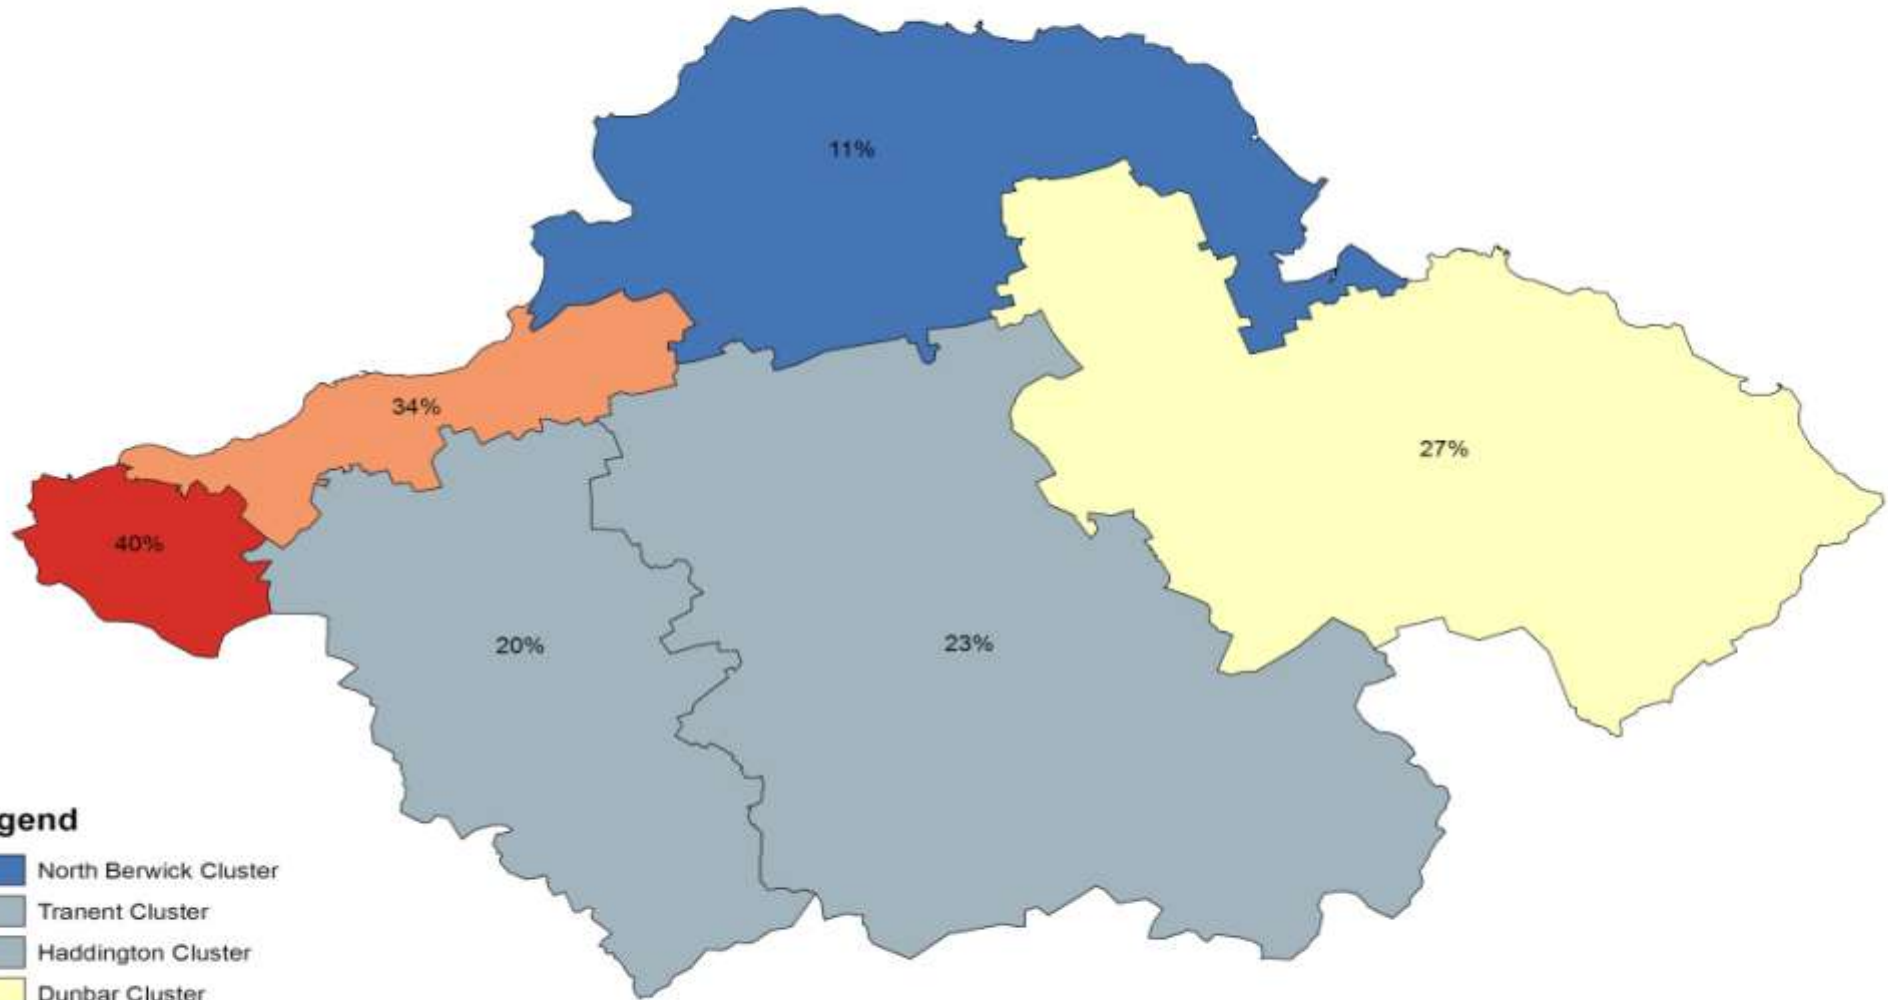 11%
34%
27%
40%
20%
23%
gend
North Berwick Cluster
Tranent Cluster
Haddington Cluster
Dunbar Cluster